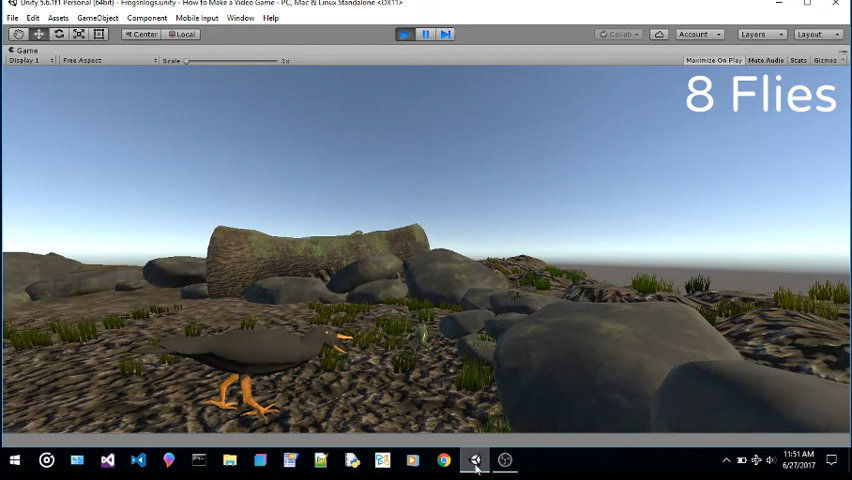 Unity 5.6.1f1 Personal (64bit) - Frogsnlogs.unity - How to Make a Video Game - PC, Mac & Linux Standalone <DX11>
File Edit Assets GameObject Component Mobile Input Window Help
Center Local Collab Account Layers Layout
Game
Display 1 Free Aspect Scale 1x Maximize On Play Mute Audio Stats Gizmos
8 Flies
11:51 AM
6/27/2017